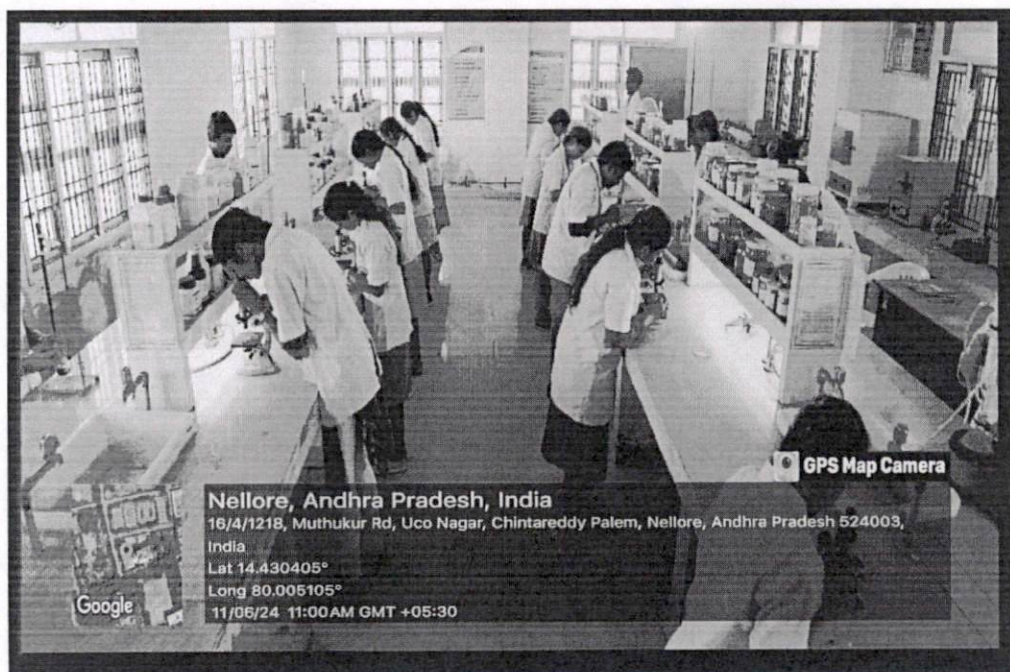 GPS Map Camera
Nellore, Andhra Pradesh, India
16/4/1218, Muthukur Rd, Uco Nagar, Chintareddy Palem, Nellore, Andhra Pradesh 524003,
India
Lat 14.430405°
Long 80.005105°
11/06/24 11:00AM GMT +05:30
Google